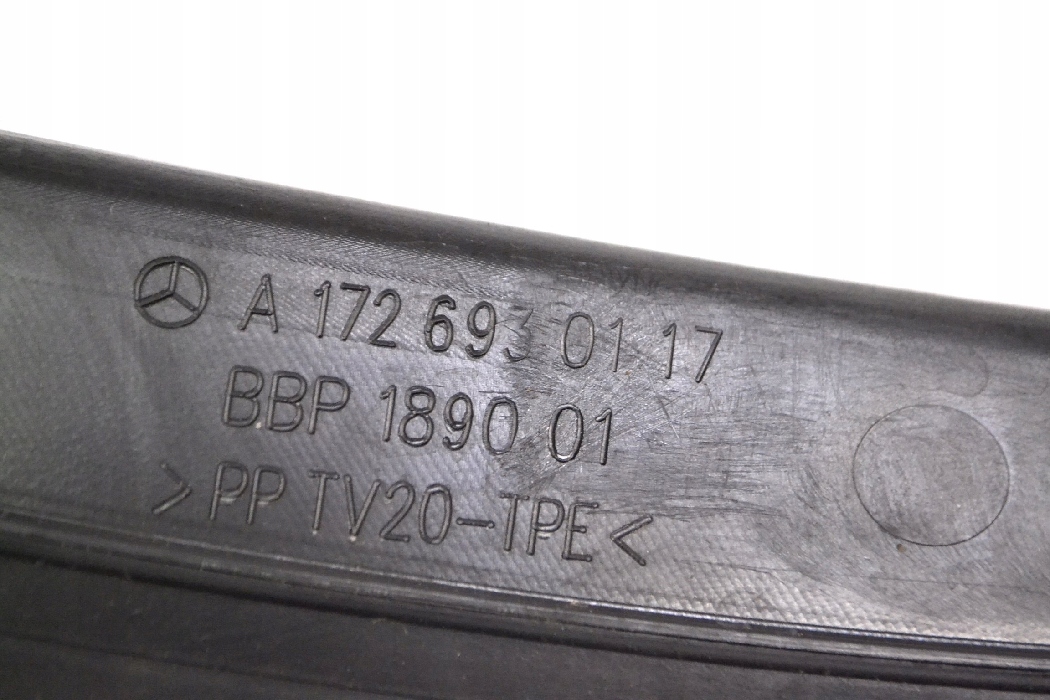 A 172 693 01 17
BBP 1890 01
>PP TV20-TPE<